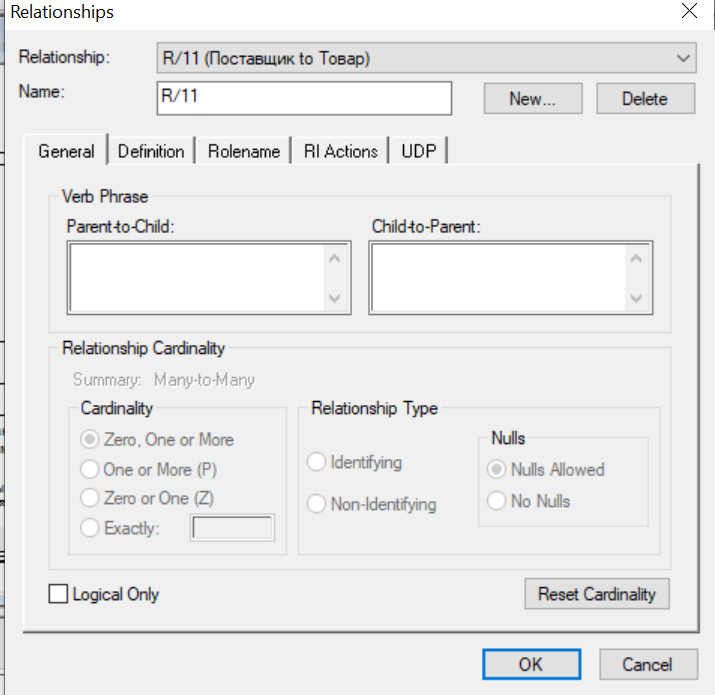 Relationships
Relationship: R/11 (Поставщик to Товар)
Name: R/11 New... Delete
General Definition Rolename RI Actions UDP
Verb Phrase
Parent-to-Child: Child-to-Parent:
Relationship Cardinality
Summary: Many-to-Many
Cardinality
Zero, One or More
One or More (P)
Zero or One (Z)
Exactly:
Relationship Type
Identifying
Non-Identifying
Nulls
Nulls Allowed
No Nulls
Logical Only
Reset Cardinality
OK Cancel